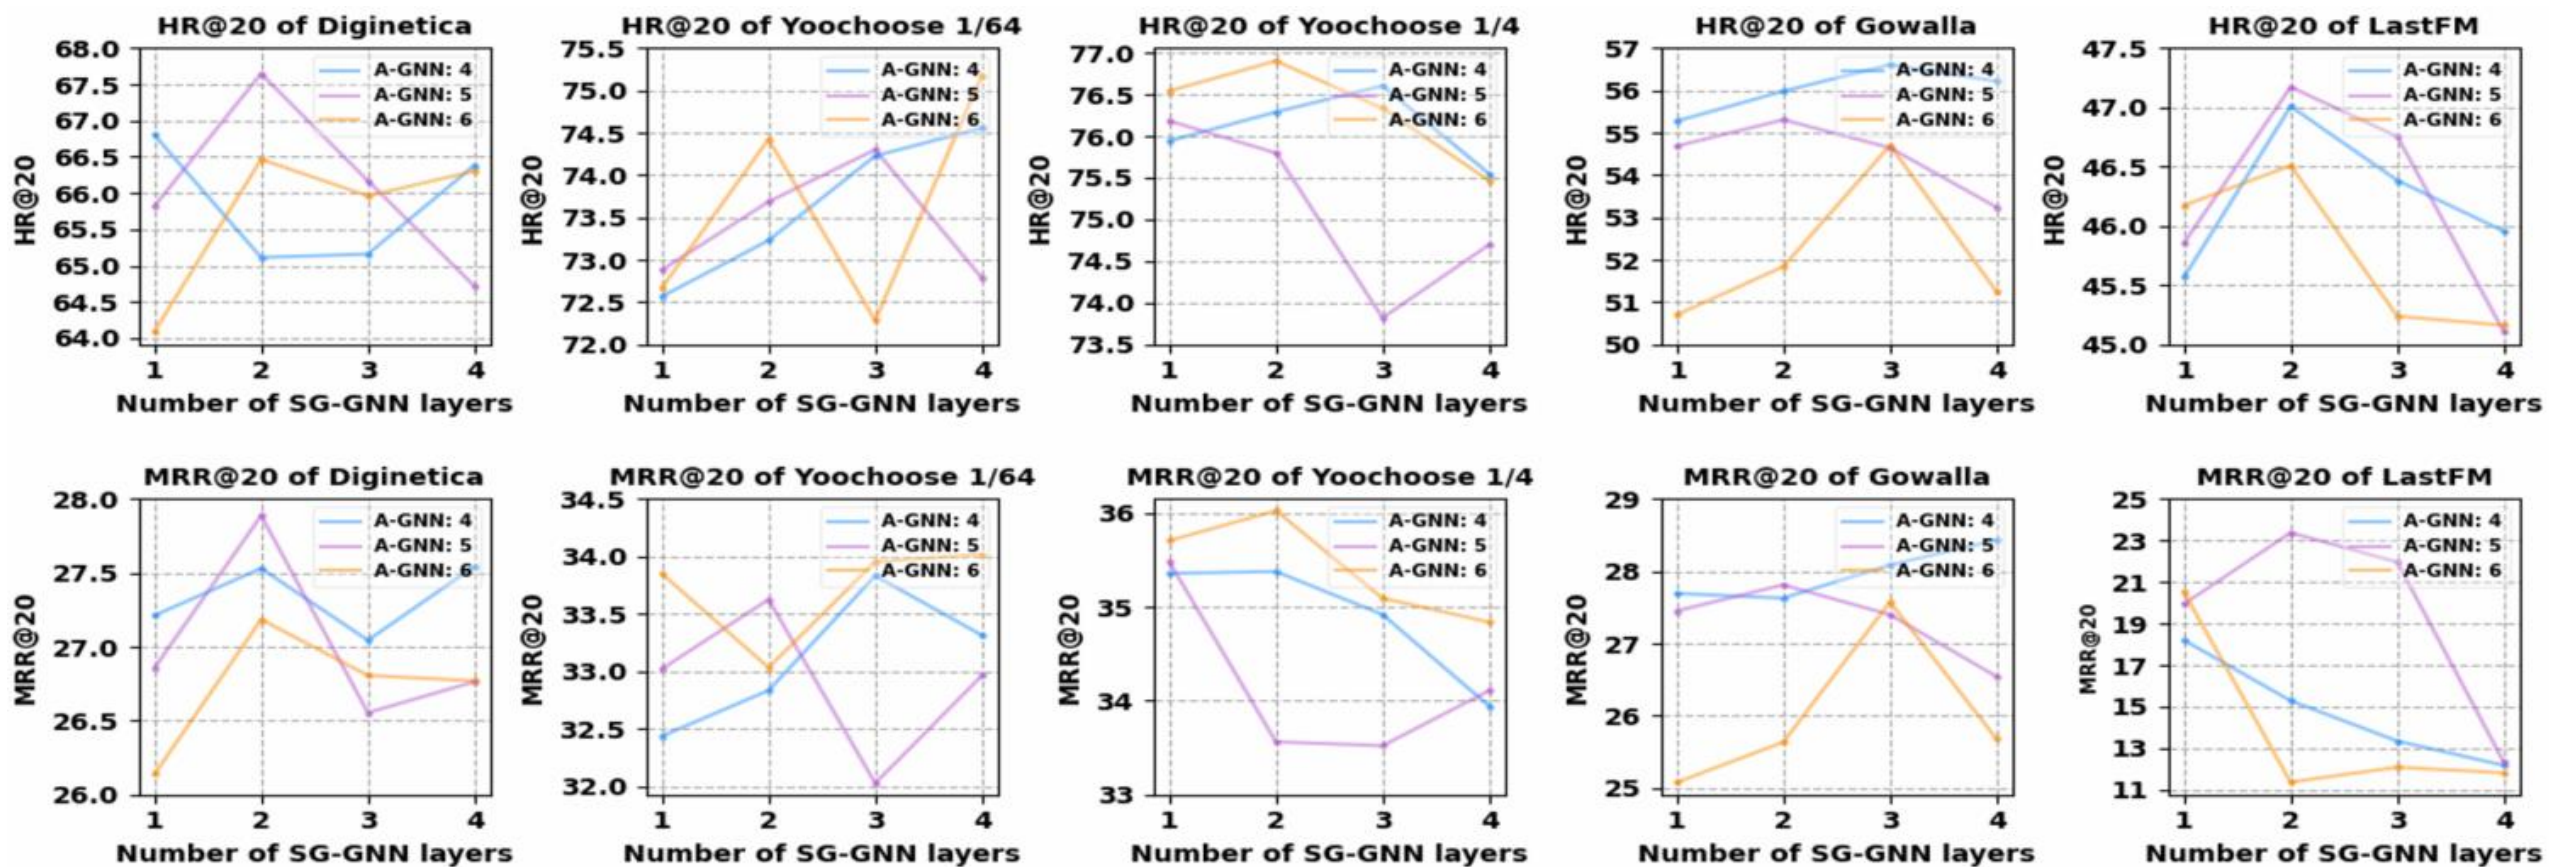 HR@20 of Diginetica
68.0
67.5
67.0
66.5
66.0
65.5
65.0
64.5
64.0
HR@20
A-GNN: 4
A-GNN: 5
A-GNN: 6
1 2 3 4
Number of SG-GNN layers
HR@20 of Yoochoose 1/64
75.5
75.0
74.5
74.0
73.5
73.0
72.5
72.0
HR@20
A-GNN: 4
A-GNN: 5
A-GNN: 6
1 2 3 4
Number of SG-GNN layers
HR@20 of Yoochoose 1/4
77.0
76.5
76.0
75.5
75.0
74.5
74.0
73.5
HR@20
A-GNN: 4
A-GNN: 5
A-GNN: 6
1 2 3 4
Number of SG-GNN layers
HR@20 of Gowalla
57
56
55
54
53
52
51
50
HR@20
A-GNN: 4
A-GNN: 5
A-GNN: 6
1 2 3 4
Number of SG-GNN layers
HR@20 of LastFM
47.5
47.0
46.5
46.0
45.5
45.0
HR@20
A-GNN: 4
A-GNN: 5
A-GNN: 6
1 2 3 4
Number of SG-GNN layers
MRR@20 of Diginetica
28.0
27.5
27.0
26.5
26.0
MRR@20
A-GNN: 4
A-GNN: 5
A-GNN: 6
1 2 3 4
Number of SG-GNN layers
MRR@20 of Yoochoose 1/64
34.5
34.0
33.5
33.0
32.5
32.0
MRR@20
A-GNN: 4
A-GNN: 5
A-GNN: 6
1 2 3 4
Number of SG-GNN layers
MRR@20 of Yoochoose 1/4
36
35
34
33
MRR@20
A-GNN: 4
A-GNN: 5
A-GNN: 6
1 2 3 4
Number of SG-GNN layers
MRR@20 of Gowalla
29
28
27
26
25
MRR@20
A-GNN: 4
A-GNN: 5
A-GNN: 6
1 2 3 4
Number of SG-GNN layers
MRR@20 of LastFM
25
23
21
19
17
15
13
11
MRR@20
A-GNN: 4
A-GNN: 5
A-GNN: 6
1 2 3 4
Number of SG-GNN layers